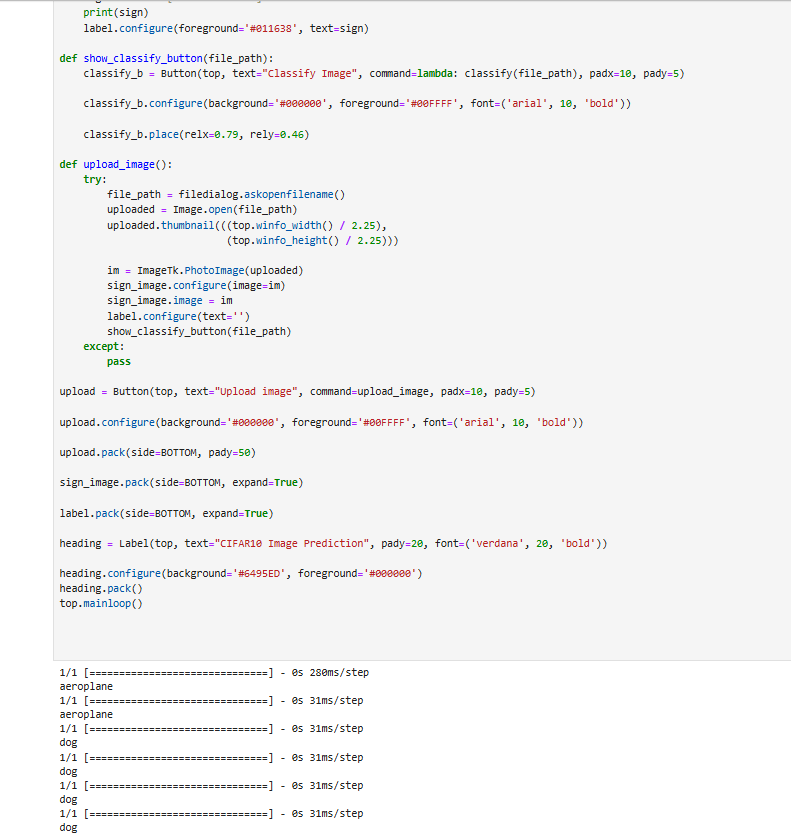 print(sign)
label.configure(foreground='#011638', text=sign)
def show_classify_button(file_path):
classify_b = Button(top, text="Classify Image", command=lambda: classify(file_path), padx=10, pady=5)
classify_b.configure(background='#000000', foreground='#00FFFF', font=('arial', 10, 'bold'))
classify_b.place(relx=0.79, rely=0.46)
def upload_image():
try:
file_path = filedialog.askopenfilename()
uploaded = Image.open(file_path)
uploaded.thumbnail(((top.winfo_width() / 2.25),
(top.winfo_height() / 2.25)))
im = ImageTk.PhotoImage(uploaded)
sign_image.configure(image=im)
sign_image.image = im
label.configure(text='')
show_classify_button(file_path)
except:
pass
upload = Button(top, text="Upload image", command=upload_image, padx=10, pady=5)
upload.configure(background='#000000', foreground='#00FFFF', font=('arial', 10, 'bold'))
upload.pack(side=BOTTOM, pady=50)
sign_image.pack(side=BOTTOM, expand=True)
label.pack(side=BOTTOM, expand=True)
heading = Label(top, text="CIFAR10 Image Prediction", pady=20, font=('verdana', 20, 'bold'))
heading.configure(background='#6495ED', foreground='#000000')
heading.pack()
top.mainloop()
1/1 [==============================] - 0s 280ms/step
aeroplane
1/1 [==============================] - 0s 31ms/step
aeroplane
1/1 [==============================] - 0s 31ms/step
dog
1/1 [==============================] - 0s 31ms/step
dog
1/1 [==============================] - 0s 31ms/step
dog
1/1 [==============================] - 0s 31ms/step
dog